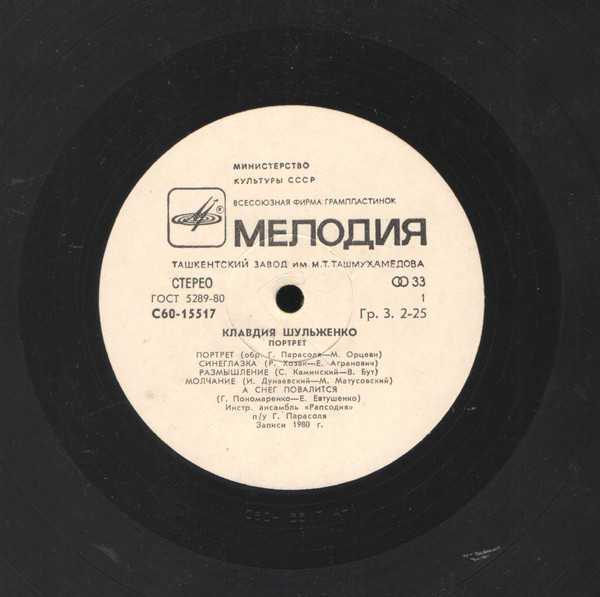 МИНИСТЕРСТВО
КУЛЬТУРЫ СССР
ВСЕСОЮЗНАЯ ФИРМА ГРАМПЛАСТИНОК
МЕЛОДИЯ
ТАШКЕНТСКИЙ ЗАВОД им. М.Т. ТАШМУХАМЕДОВА
СТЕРЕО 33
ГОСТ 5289-80 1
С60-15517 Гр. 3. 2-25
КЛАВДИЯ ШУЛЬЖЕНКО
ПОРТРЕТ
ПОРТРЕТ (обр. Г. Парасоля—М. Орцеви)
СИНЕГЛАЗКА (Р. Хозак—Е. Агранович)
РАЗМЫШЛЕНИЕ (С. Каминский—В. Бут)
МОЛЧАНИЕ (И. Дунаевский—М. Матусовский)
А СНЕГ ПОВАЛИТСЯ
(Г. Пономаренко—Е. Евтушенко)
Инстр. ансамбль «Рапсодия»
п/у Г. Парасоля
Записи 1980 г.